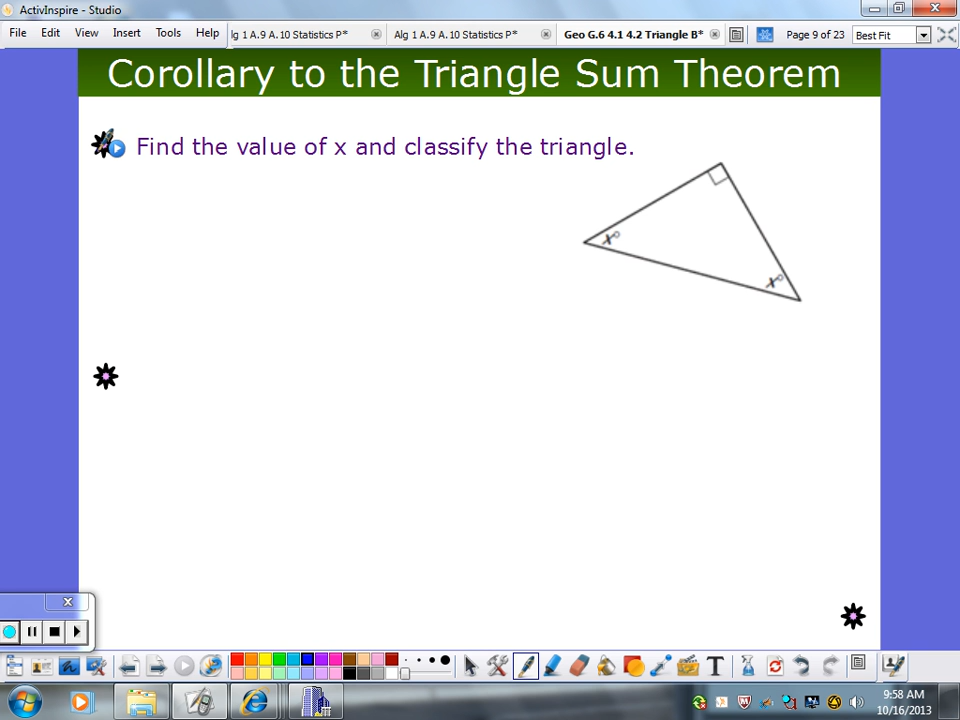 ActivInspire - Studio
File Edit View Insert Tools Help lg 1 A.9 A.10 Statistics P* Alg 1 A.9 A.10 Statistics P* Geo G.6 4.1 4.2 Triangle B* Page 9 of 23 Best Fit
Corollary to the Triangle Sum Theorem
Find the value of x and classify the triangle.
x°
x°
9:58 AM
10/16/2013